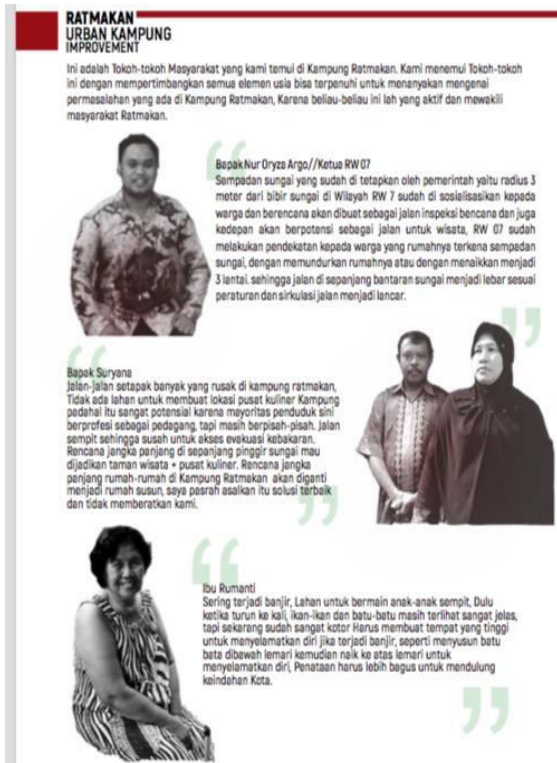 RATMAKAN
URBAN KAMPUNG
IMPROVEMENT
Ini adalah Tokoh-tokoh Masyarakat yang kami temui di Kampung Ratmakan. Kami menemui Tokoh-tokoh
ini dengan mempertimbangkan semua elemen usia bisa terpenuhi untuk menanyakan mengenai
permasalahan yang ada di Kampung Ratmakan, Karena beliau-beliau ini lah yang aktif dan mewakili
masyarakat Ratmakan.
Bapak Nur Oryza Argo//Ketua RW 07
Sempadan sungai yang sudah di tetapkan oleh pemerintah yaitu radius 3
meter dari bibir sungai di Wilayah RW 7 sudah di sosialisasikan kepada
warga dan berencana akan dibuat sebagai jalan inspeksi bencana dan juga
kedepan akan berpotensi sebagai jalan untuk wisata, RW 07 sudah
melakukan pendekatan kepada warga yang rumahnya terkena sempadan
sungai, dengan memundurkan rumahnya atau dengan menaikkan menjadi
3 lantai. sehingga jalan di sepanjang bantaran sungai menjadi lebar sesuai
peraturan dan sirkulasi jalan menjadi lancar.
Bapak Suryana
Jalan-jalan setapak banyak yang rusak di kampung ratmakan,
Tidak ada lahan untuk membuat lokasi pusat kuliner Kampung
padahal itu sangat potensial karena mayoritas penduduk sini
berprofesi sebagai pedagang, tapi masih berpisah-pisah. Jalan
sempit sehingga susah untuk akses evakuasi kebakaran.
Rencana jangka panjang di sepanjang pinggir sungai mau
dijadikan taman wisata + pusat kuliner. Rencana jangka
panjang rumah-rumah di Kampung Ratmakan akan diganti
menjadi rumah susun, saya pasrah asalkan itu solusi terbaik
dan tidak memberatkan kami.
Ibu Rumanti
Sering terjadi banjir, Lahan untuk bermain anak-anak sempit, Dulu
ketika turun ke kali, ikan-ikan dan batu-batu masih terlihat sangat jelas,
tapi sekarang sudah sangat kotor Harus membuat tempat yang tinggi
untuk menyelamatkan diri jika terjadi banjir, seperti menyusun batu
bata dibawah lemari kemudian naik ke atas lemari untuk
menyelamatkan diri, Penataan harus lebih bagus untuk mendulung
keindahan Kota.